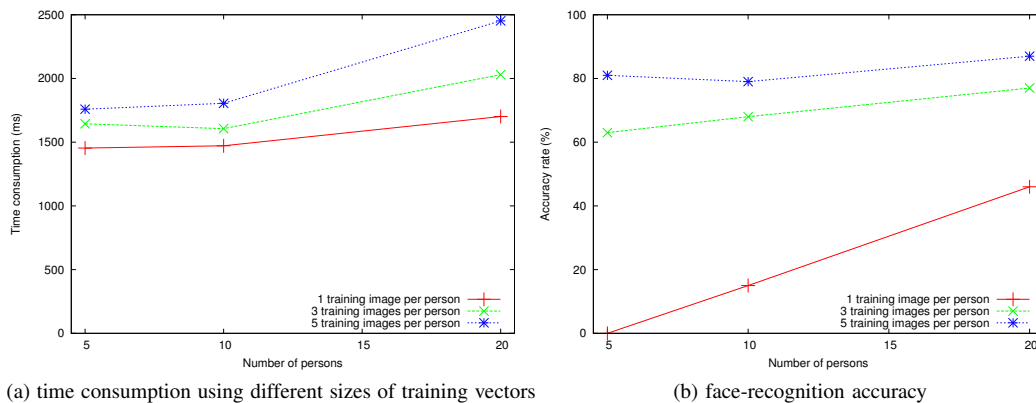 2500
2000
1500
1000
500
0
Time consumption (ms)
1 training image per person
3 training images per person
5 training images per person
5 10 15 20
Number of persons
(a) time consumption using different sizes of training vectors
100
80
60
40
20
0
Accuracy rate (%)
1 training image per person
3 training images per person
5 training images per person
5 10 15 20
Number of persons
(b) face-recognition accuracy